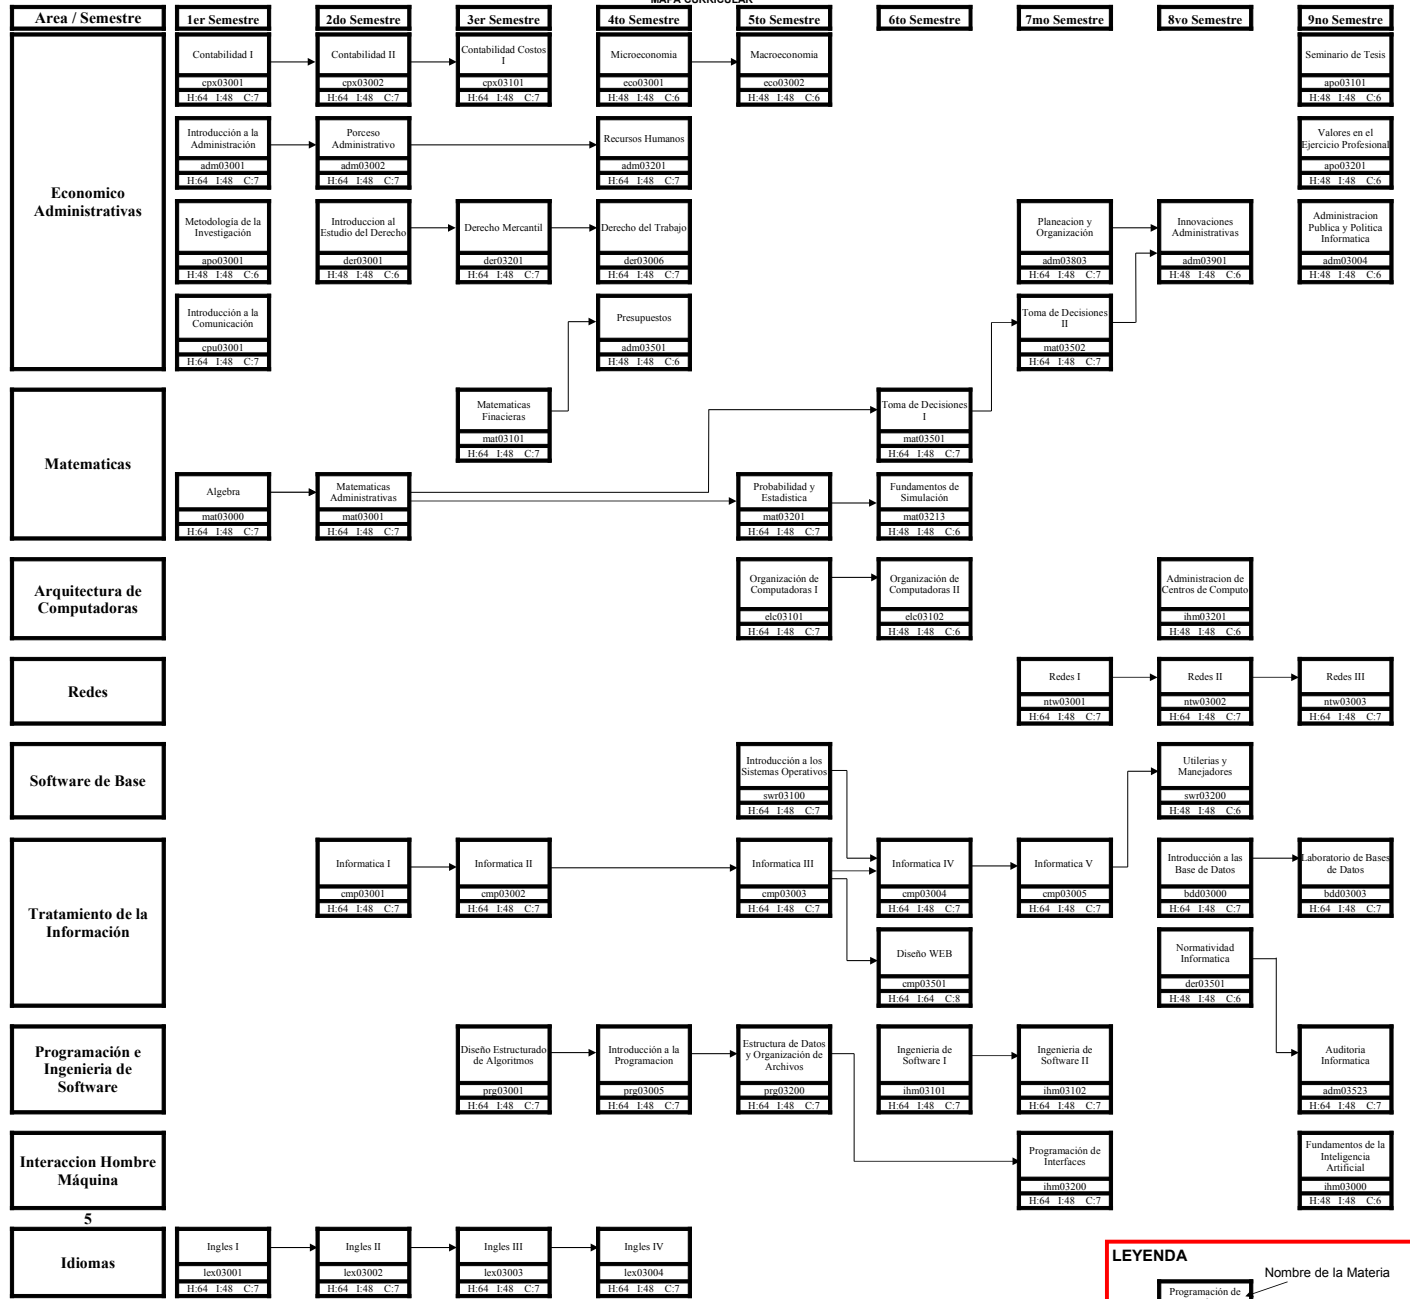 MAPA CURRICULAR
Area / Semestre
1er Semestre
2do Semestre
3er Semestre
4to Semestre
5to Semestre
6to Semestre
7mo Semestre
8vo Semestre
9no Semestre
Economico
Administrativas
Contabilidad I
cpx03001
H:64 I:48 C:7
Contabilidad II
cpx03002
H:64 I:48 C:7
Contabilidad Costos
I
cpx03101
H:64 I:48 C:7
Microeconomia
eco03001
H:48 I:48 C:6
Macroeconomia
eco03002
H:48 I:48 C:6
Seminario de Tesis
apo03101
H:48 I:48 C:6
Introducción a la
Administración
adm03001
H:64 I:48 C:7
Porceso
Administrativo
adm03002
H:64 I:48 C:7
Recursos Humanos
adm03201
H:64 I:48 C:7
Valores en el
Ejercicio Profesional
apo03201
H:48 I:48 C:6
Metodología de la
Investigación
apo03001
H:48 I:48 C:6
Introduccion al
Estudio del Derecho
der03001
H:48 I:48 C:6
Derecho Mercantil
der03201
H:64 I:48 C:7
Derecho del Trabajo
der03006
H:64 I:48 C:7
Planeacion y
Organización
adm03803
H:64 I:48 C:7
Innovaciones
Administrativas
adm03901
H:48 I:48 C:6
Administracion
Publica y Politica
Informatica
adm03004
H:48 I:48 C:6
Introducción a la
Comunicación
cpu03001
H:64 I:48 C:7
Presupuestos
adm03501
H:48 I:48 C:6
Toma de Decisiones
II
mat03502
H:64 I:48 C:7
Matematicas
Matematicas
Finacieras
mat03101
H:64 I:48 C:7
Toma de Decisiones
I
mat03501
H:64 I:48 C:7
Algebra
mat03000
H:64 I:48 C:7
Matematicas
Administrativas
mat03001
H:64 I:48 C:7
Probabilidad y
Estadistica
mat03201
H:64 I:48 C:7
Fundamentos de
Simulación
mat03213
H:48 I:48 C:6
Arquitectura de
Computadoras
Organización de
Computadoras I
elc03101
H:64 I:48 C:7
Organización de
Computadoras II
elc03102
H:48 I:48 C:6
Administracion de
Centros de Computo
ihm03201
H:48 I:48 C:6
Redes
Redes I
ntw03001
H:64 I:48 C:7
Redes II
ntw03002
H:64 I:48 C:7
Redes III
ntw03003
H:64 I:48 C:7
Software de Base
Introducción a los
Sistemas Operativos
swr03100
H:64 I:48 C:7
Utilerias y
Manejadores
swr03200
H:48 I:48 C:6
Tratamiento de la
Información
Informatica I
cmp03001
H:64 I:48 C:7
Informatica II
cmp03002
H:64 I:48 C:7
Informatica III
cmp03003
H:64 I:48 C:7
Informatica IV
cmp03004
H:64 I:48 C:7
Informatica V
cmp03005
H:64 I:48 C:7
Introducción a las
Base de Datos
bdd03000
H:64 I:48 C:7
Laboratorio de Bases
de Datos
bdd03003
H:64 I:48 C:7
Diseño WEB
cmp03501
H:64 I:64 C:8
Normatividad
Informatica
der03501
H:48 I:48 C:6
Programación e
Ingenieria de
Software
Diseño Estructurado
de Algoritmos
prg03001
H:64 I:48 C:7
Introducción a la
Programacion
prg03005
H:64 I:48 C:7
Estructura de Datos
y Organización de
Archivos
prg03200
H:64 I:48 C:7
Ingenieria de
Software I
ihm03101
H:64 I:48 C:7
Ingenieria de
Software II
ihm03102
H:64 I:48 C:7
Auditoria
Informatica
adm03523
H:64 I:48 C:7
Interaccion Hombre
Máquina
Programación de
Interfaces
ihm03200
H:64 I:48 C:7
Fundamentos de la
Inteligencia
Artificial
ihm03000
H:48 I:48 C:6
5
Idiomas
Ingles I
lex03001
H:64 I:48 C:7
Ingles II
lex03002
H:64 I:48 C:7
Ingles III
lex03003
H:64 I:48 C:7
Ingles IV
lex03004
H:64 I:48 C:7
LEYENDA
Nombre de la Materia
Programación de